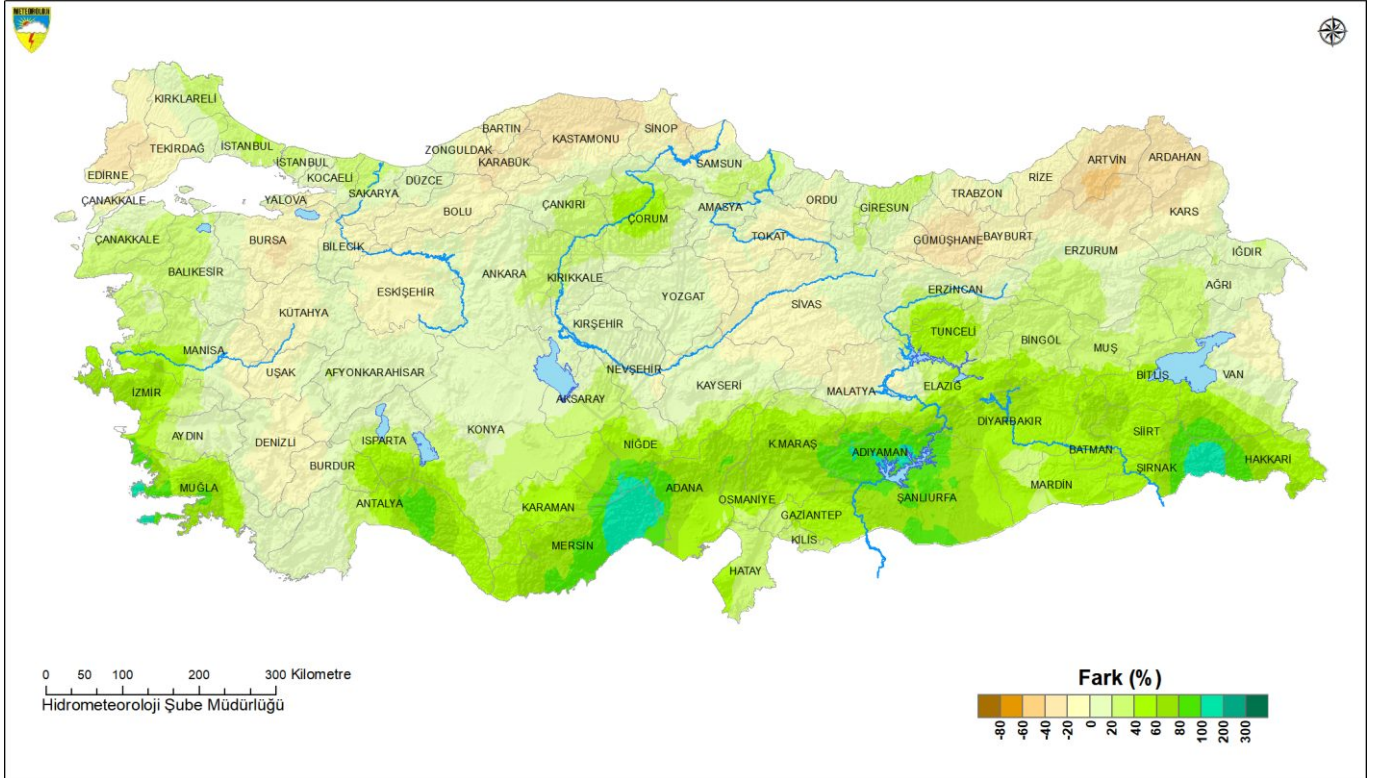 METEOROLOJİ
KIRKLARELİ
TEKİRDAĞ
İSTANBUL
EDİRNE
İSTANBUL
KOCAELİ
ÇANAKKALE
YALOVA
SAKARYA
DÜZCE
ZONGULDAK
BARTIN
KARABÜK
KASTAMONU
SİNOP
SAMSUN
ÇANAKKALE
BALIKESİR
BURSA
BİLECİK
BOLU
ÇANKIRI
ÇORUM
AMASYA
TOKAT
ORDU
GİRESUN
TRABZON
RİZE
ARTVİN
ARDAHAN
KARS
GÜMÜŞHANE
BAYBURT
ERZURUM
IĞDIR
AĞRI
ESKİŞEHİR
ANKARA
KIRIKKALE
YOZGAT
SİVAS
ERZİNCAN
TUNCELİ
BİNGÖL
MUŞ
KÜTAHYA
KIRŞEHİR
MANİSA
UŞAK
AFYONKARAHİSAR
NEVŞEHİR
KAYSERİ
MALATYA
ELAZIĞ
BİTLİS
VAN
İZMİR
AKSARAY
AYDIN
DENİZLİ
ISPARTA
KONYA
NİĞDE
K.MARAŞ
ADIYAMAN
DİYARBAKIR
SİİRT
BATMAN
ŞIRNAK
HAKKARİ
BURDUR
MUĞLA
ANTALYA
KARAMAN
ADANA
OSMANİYE
GAZİANTEP
ŞANLIURFA
MARDİN
MERSİN
KİLİS
HATAY
0 50 100 200 300 Kilometre
Hidrometeoroloji Şube Müdürlüğü
Fark (%)
-80 -60 -40 -20 0 20 40 60 80 100 200 300